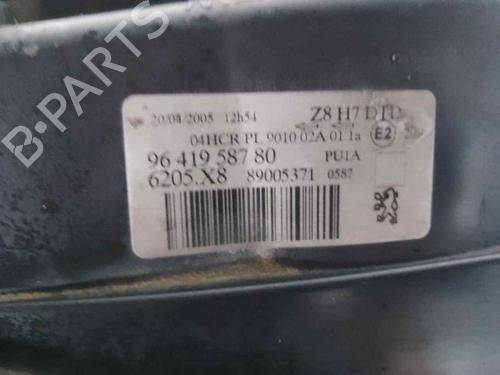 20/04/2005 12h54 Z8 H7 DTD
04HCR PL 9010 02A 01 1a E2
96 419 587 80 PU1A
6205.X8 89005371 0587
B-PARTS